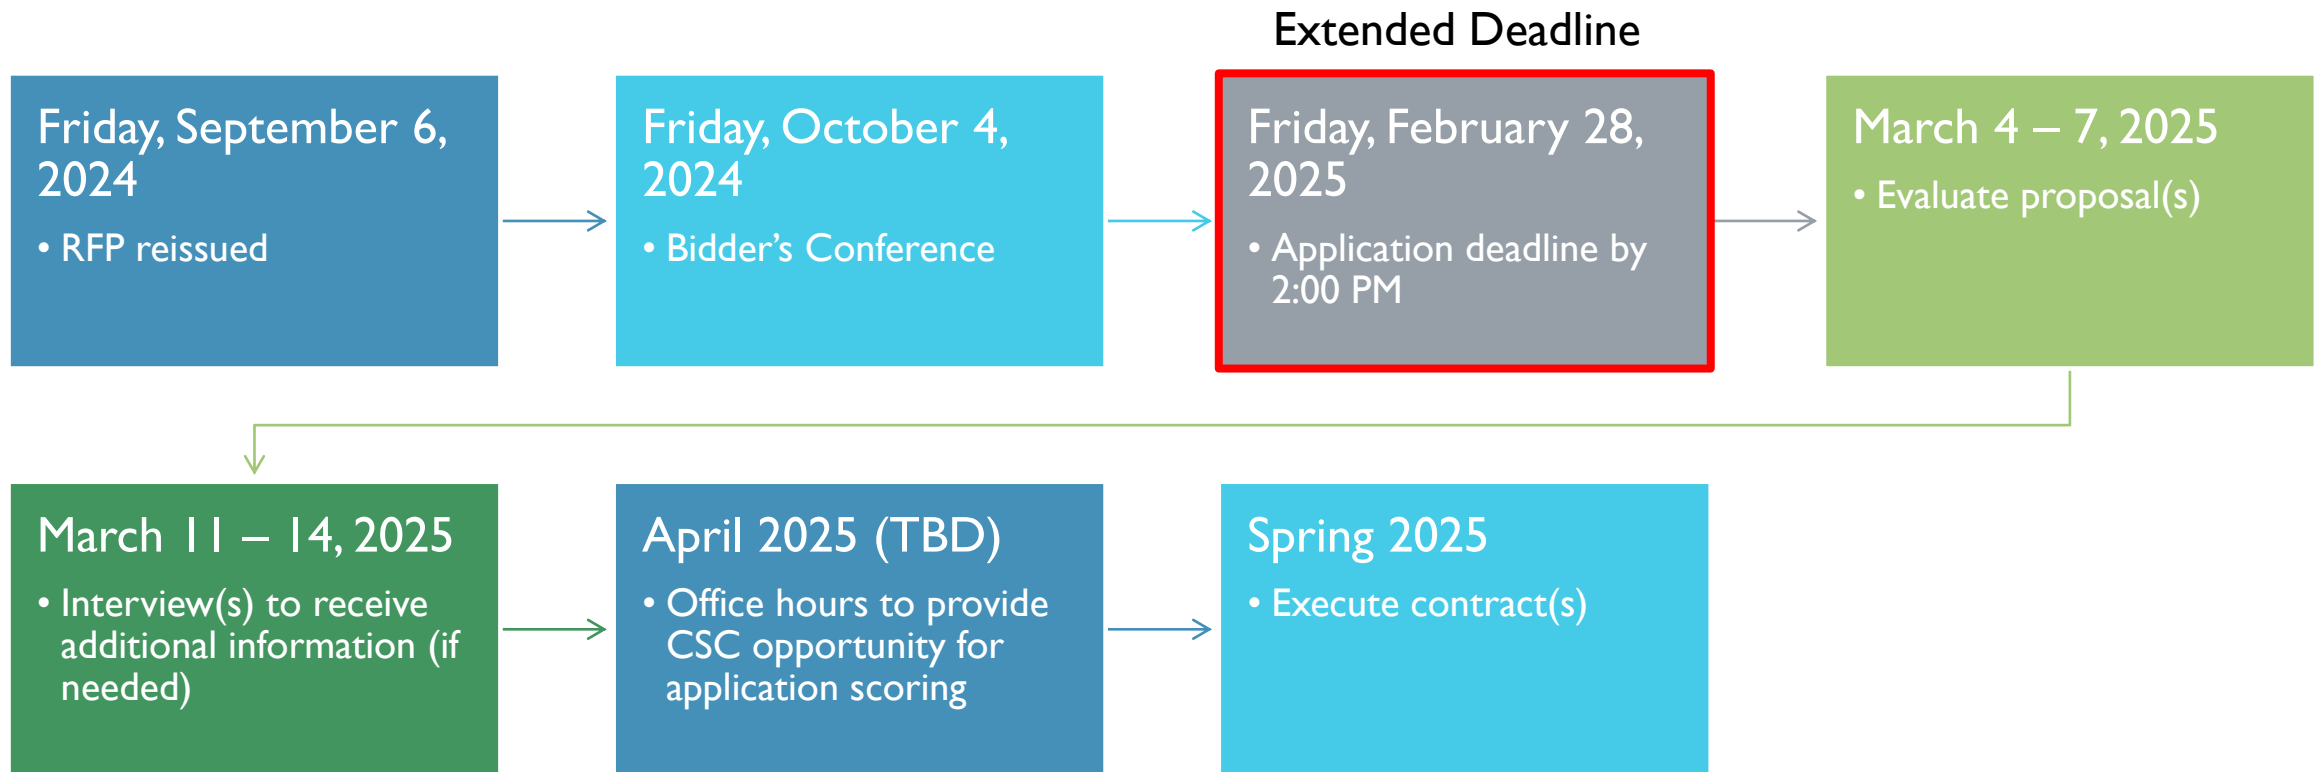 Extended Deadline
Friday, September 6,
2024
• RFP reissued
Friday, October 4,
2024
• Bidder’s Conference
Friday, February 28,
2025
• Application deadline by
2:00 PM
March 4 – 7, 2025
• Evaluate proposal(s)
March 11 – 14, 2025
• Interview(s) to receive
additional information (if
needed)
April 2025 (TBD)
• Office hours to provide
CSC opportunity for
application scoring
Spring 2025
• Execute contract(s)